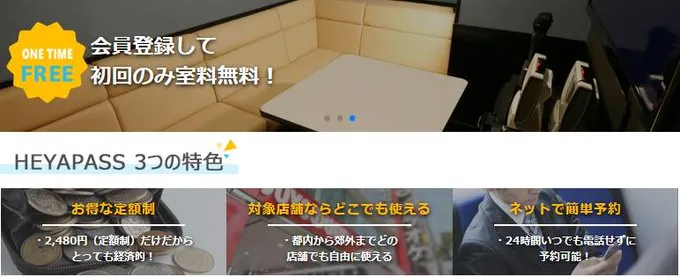 ONE TIME
FREE
会員登録して
初回のみ室料無料！
HEYAPASS 3つの特色
お得な定額制
・2,480円（定額制）だけだから
とっても経済的！
対象店舗ならどこでも使える
・都内から郊外までどの
店舗でも自由に使える
ネットで簡単予約
・24時間いつでも電話せずに
予約可能！